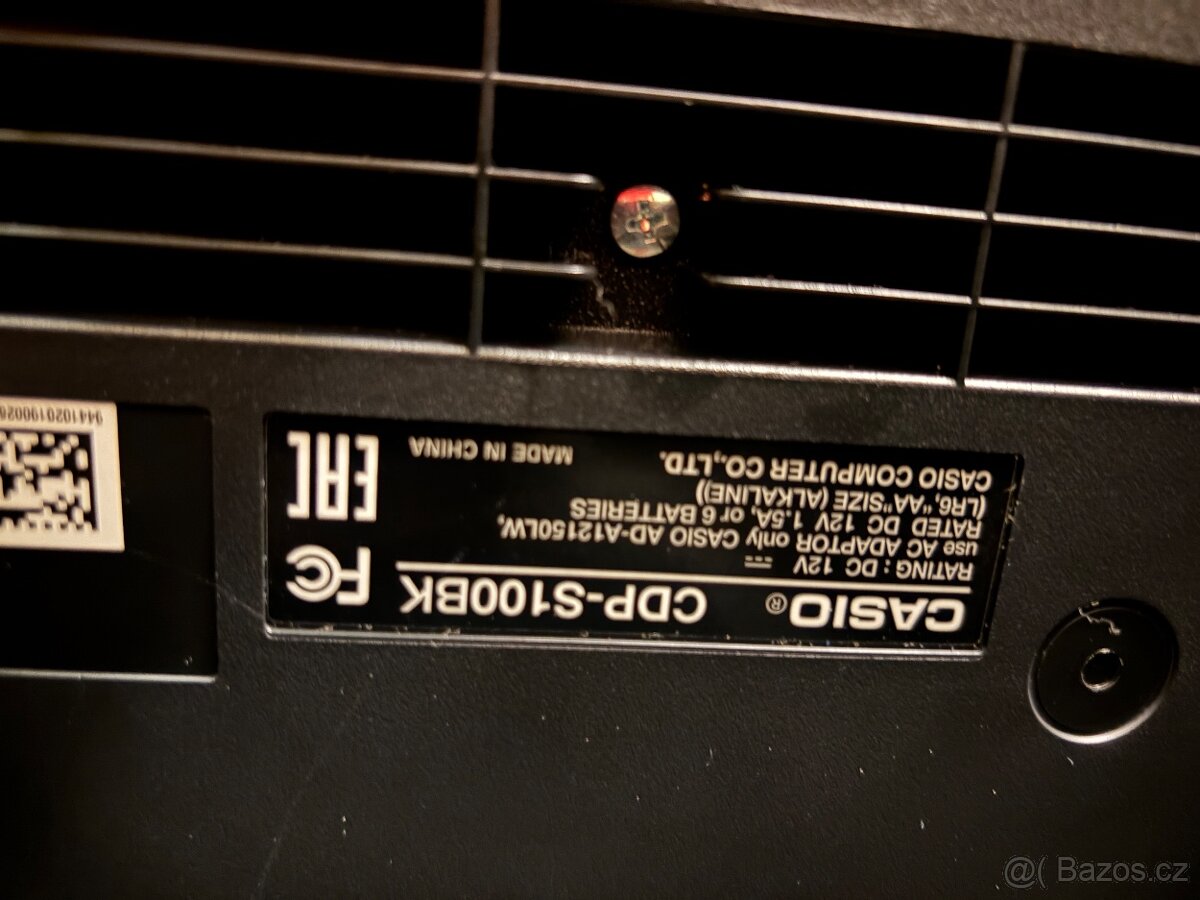 CASIO® CDP-S100BK
RATING : DC 12V ⎓
use AC ADAPTOR only CASIO AD-A12150LW,
RATED DC 12V 1.5A, or 6 BATTERIES
(LR6, "AA"SIZE (ALKALINE))
CASIO COMPUTER CO.,LTD.
MADE IN CHINA
FC
EAC
@( Bazos.cz